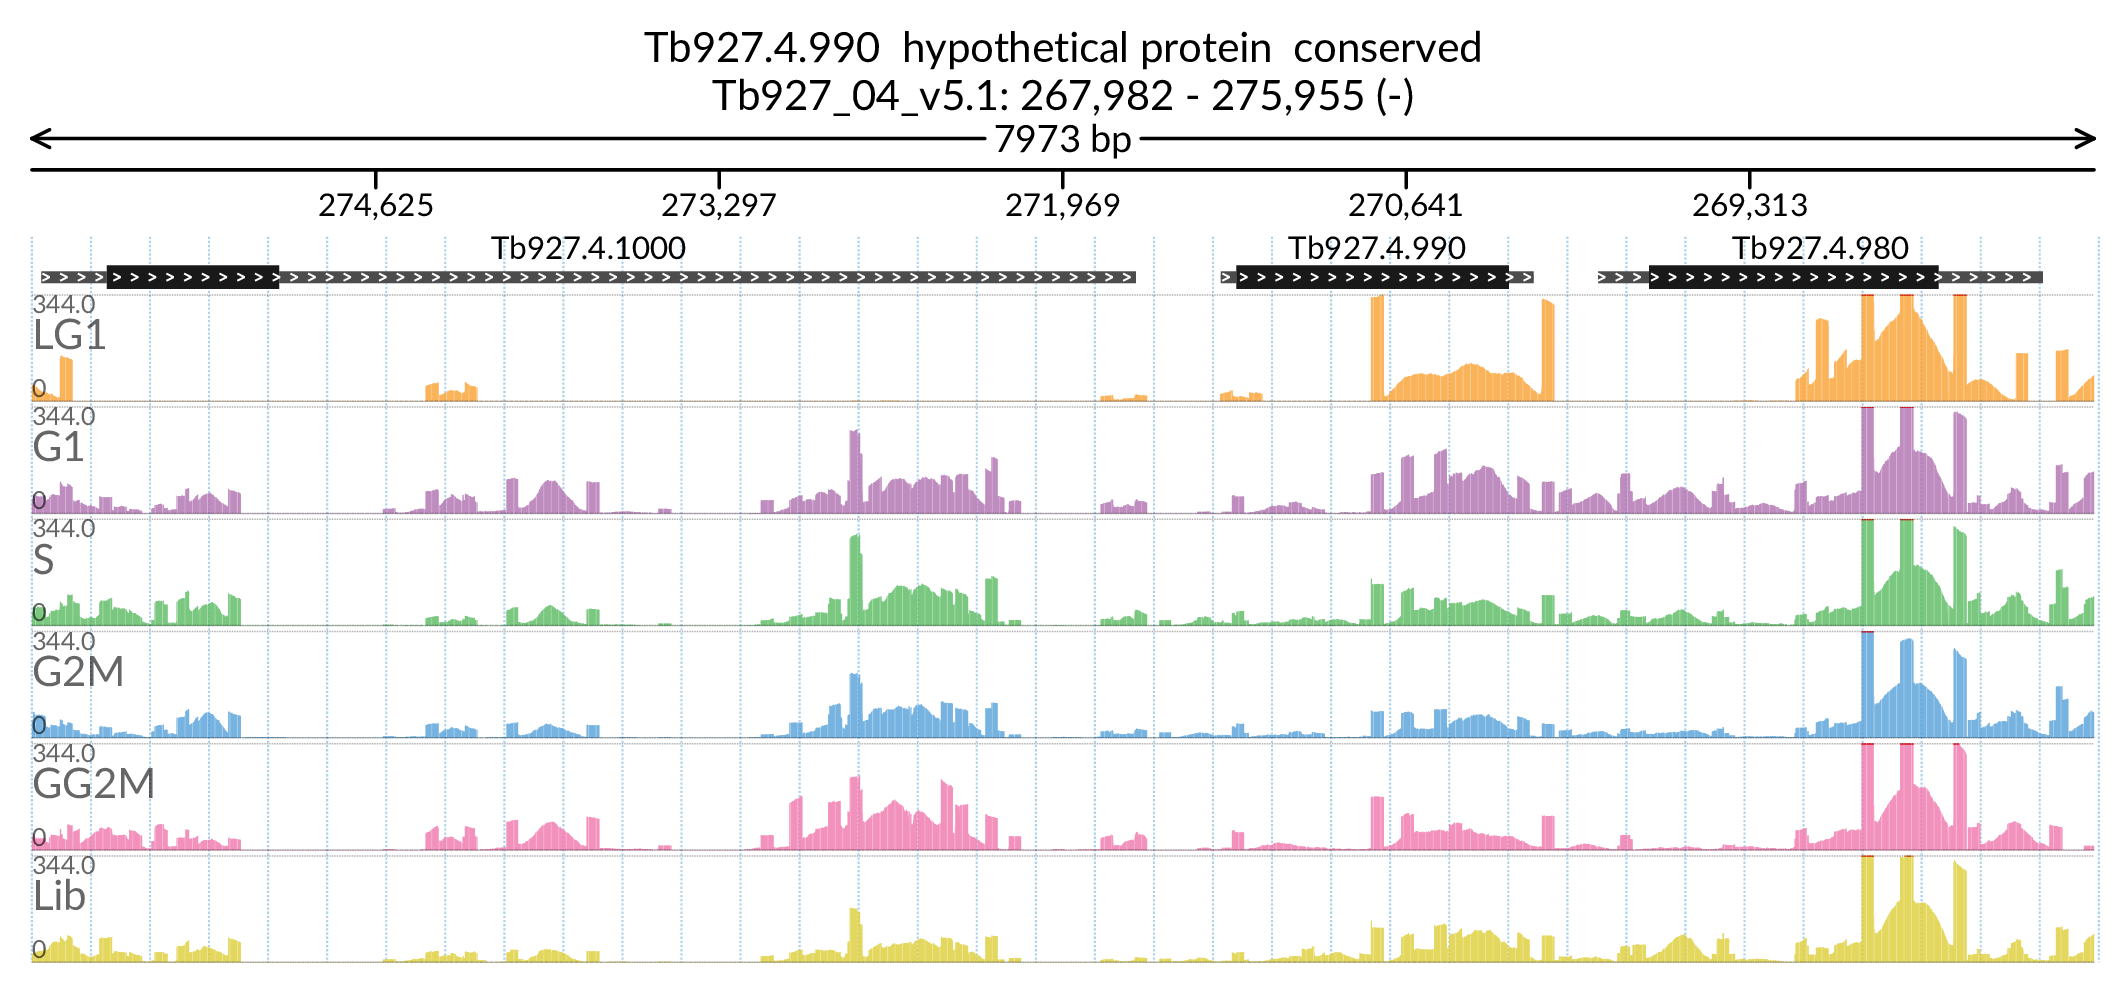 Tb927.4.990 hypothetical protein conserved
Tb927_04_v5.1: 267,982 - 275,955 (-)
7973 bp
274,625 273,297 271,969 270,641 269,313
Tb927.4.1000 Tb927.4.990 Tb927.4.980
344.0
LG1
0
344.0
G1
0
344.0
S
0
344.0
G2M
0
344.0
GG2M
0
344.0
Lib
0